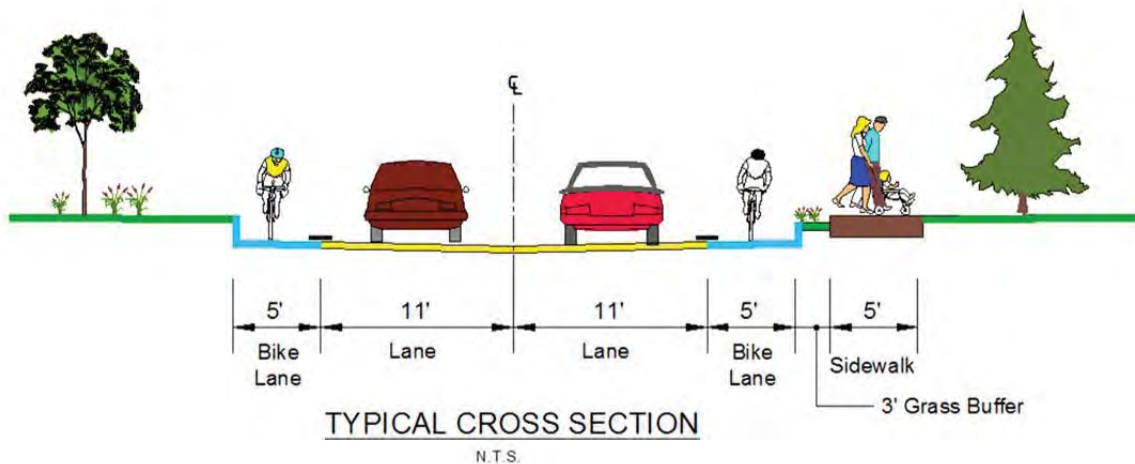 ℄
5'
11'
11'
5'
5'
Bike
Lane
Lane
Lane
Bike
Lane
Sidewalk
3' Grass Buffer
TYPICAL CROSS SECTION
N.T.S.